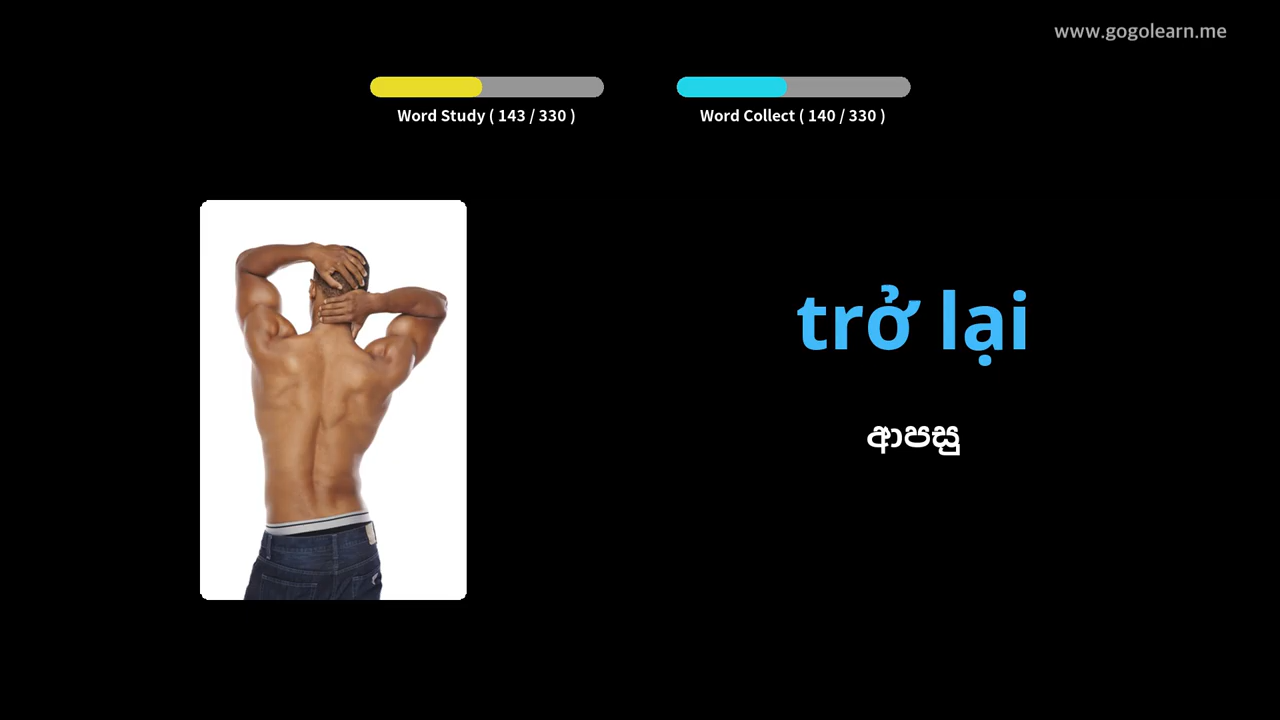 www.gogolearn.me
Word Study ( 143 / 330 )
Word Collect ( 140 / 330 )
trở lại
ආපසු